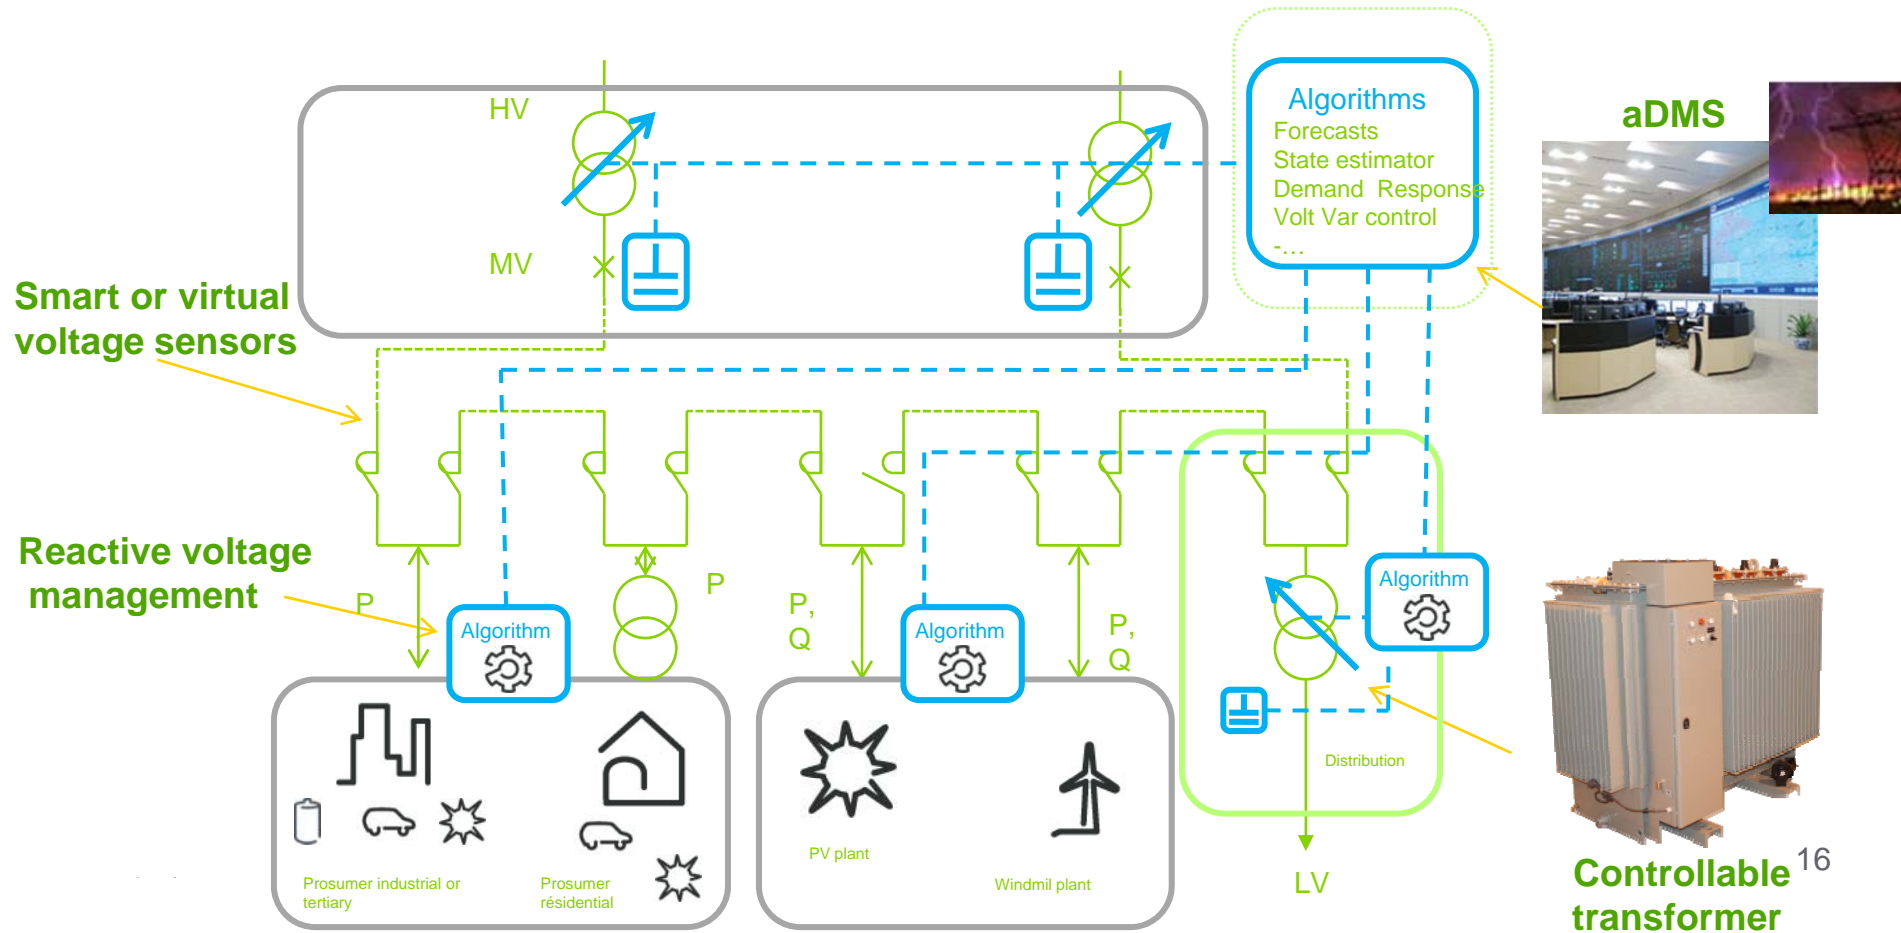 HV
MV
Algorithms
Forecasts
State estimator
Demand Response
Volt Var control
-...
aDMS
Smart or virtual
voltage sensors
Reactive voltage
management
P
P
P,
Q
P,
Q
Algorithm
Algorithm
Algorithm
Distribution
PV plant
Windmil plant
Prosumer industrial or
tertiary
Prosumer
résidential
LV
Controllable
transformer
16